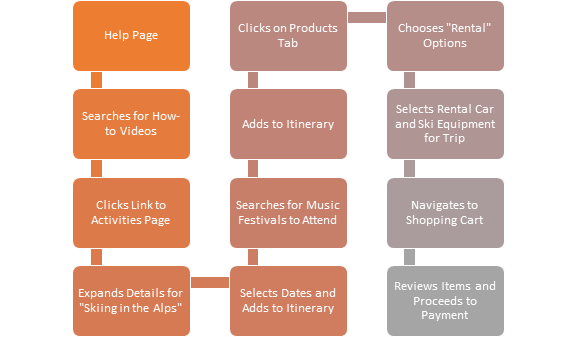 Help Page
Searches for How-
to Videos
Clicks Link to
Activities Page
Expands Details for
"Skiing in the Alps"
Selects Dates and
Adds to Itinerary
Searches for Music
Festivals to Attend
Adds to Itinerary
Clicks on Products
Tab
Chooses "Rental"
Options
Selects Rental Car
and Ski Equipment
for Trip
Navigates to
Shopping Cart
Reviews Items and
Proceeds to
Payment